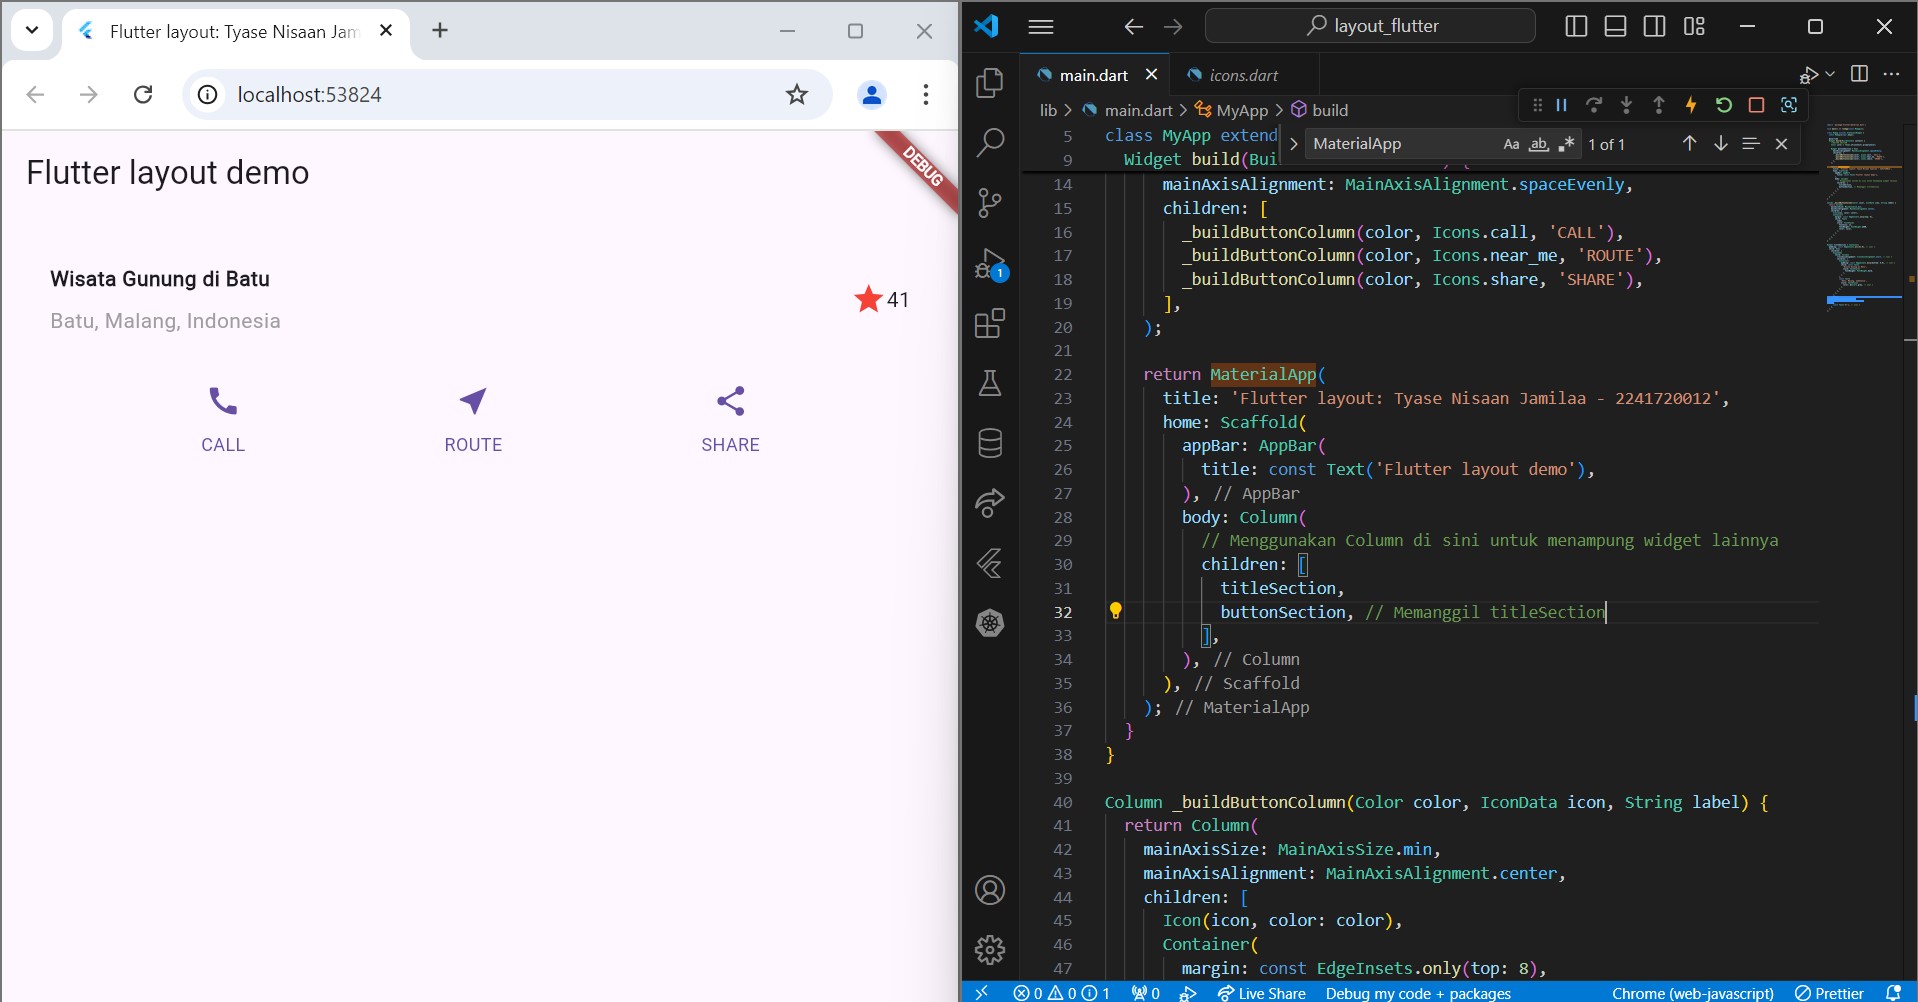 Flutter layout: Tyase Nisaan Jam
localhost:53824
DEBUG
Flutter layout demo
Wisata Gunung di Batu
Batu, Malang, Indonesia
41
CALL
ROUTE
SHARE
layout_flutter
main.dart
icons.dart
lib > main.dart > MyApp > build
MaterialApp
Aa
ab
1 of 1
5 class MyApp extend
9 Widget build(Bui
14 mainAxisAlignment: MainAxisAlignment.spaceEvenly,
15 children: [
16 _buildButtonColumn(color, Icons.call, 'CALL'),
17 _buildButtonColumn(color, Icons.near_me, 'ROUTE'),
18 _buildButtonColumn(color, Icons.share, 'SHARE'),
19 ],
20 );
21
22 return MaterialApp(
23 title: 'Flutter layout: Tyase Nisaan Jamilaa - 2241720012',
24 home: Scaffold(
25 appBar: AppBar(
26 title: const Text('Flutter layout demo'),
27 ), // AppBar
28 body: Column(
29 // Menggunakan Column di sini untuk menampung widget lainnya
30 children: [
31 titleSection,
32 buttonSection, // Memanggil titleSection
33 ],
34 ), // Column
35 ), // Scaffold
36 ); // MaterialApp
37 }
38 }
39
40 Column _buildButtonColumn(Color color, IconData icon, String label) {
41 return Column(
42 mainAxisSize: MainAxisSize.min,
43 mainAxisAlignment: MainAxisAlignment.center,
44 children: [
45 Icon(icon, color: color),
46 Container(
47 margin: const EdgeInsets.only(top: 8),
1
0 0 1 0 Live Share Debug my code + packages Chrome (web-javascript) Prettier